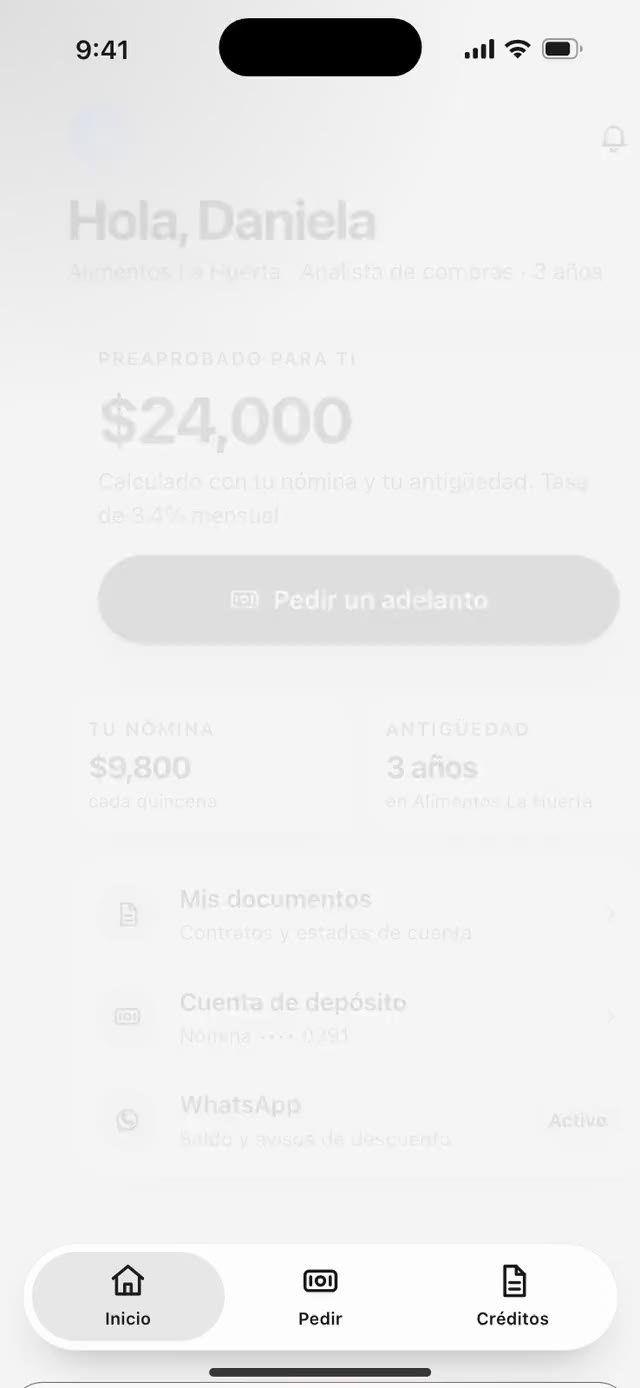 9:41
Hola, Daniela
Alimentos La Huerta · Analista de compras · 3 años
PREAPROBADO PARA TI
$24,000
Calculado con tu nómina y tu antigüedad. Tasa
de 3.4% mensual
Pedir un adelanto
TU NÓMINA
ANTIGÜEDAD
$9,800
3 años
cada quincena
en Alimentos La Huerta
Mis documentos
Contratos y estados de cuenta
Cuenta de depósito
Nómina •••• 0391
WhatsApp
Saldo y avisos de descuento
Activo
Inicio
Pedir
Créditos